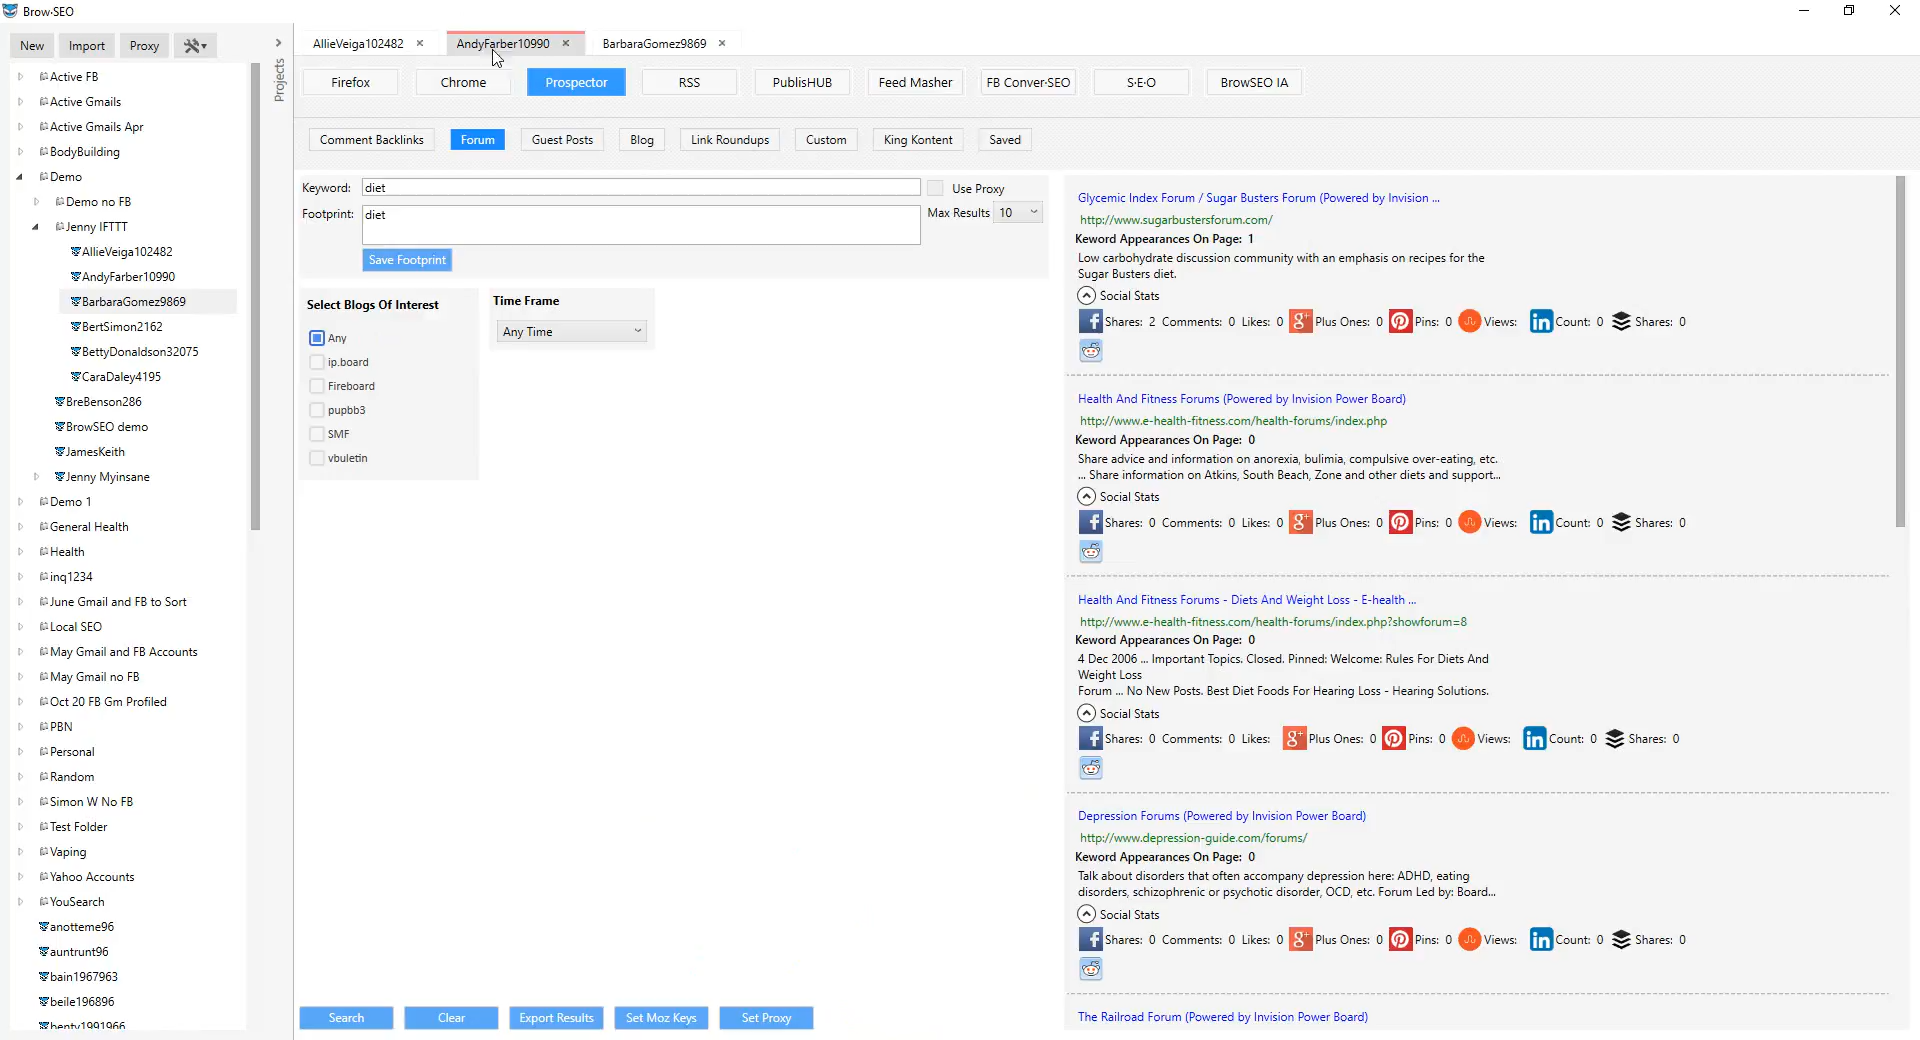 Brow·SEO
New
Import
Proxy
Projects
Active FB
Active Gmails
Active Gmails Apr
BodyBuilding
Demo
Demo no FB
Jenny IFTTT
AllieVeiga102482
AndyFarber10990
BarbaraGomez9869
BertSimon2162
BettyDonaldson32075
CaraDaley4195
BreBenson286
BrowSEO demo
JamesKeith
Jenny Myinsane
Demo 1
General Health
Health
inq1234
June Gmail and FB to Sort
Local SEO
May Gmail and FB Accounts
May Gmail no FB
Oct 20 FB Gm Profiled
PBN
Personal
Random
Simon W No FB
Test Folder
Vaping
Yahoo Accounts
YouSearch
anotteme96
auntrunt96
bain1967963
beile196896
benty1991966
AllieVeiga102482
AndyFarber10990
BarbaraGomez9869
Firefox
Chrome
Prospector
RSS
PublisHUB
Feed Masher
FB Conver·SEO
S·E·O
BrowSEO IA
Comment Backlinks
Forum
Guest Posts
Blog
Link Roundups
Custom
King Kontent
Saved
Keyword: diet
Use Proxy
Footprint: diet
Max Results 10
Save Footprint
Select Blogs Of Interest
Any
ip.board
Fireboard
pupbb3
SMF
vbuletin
Time Frame
Any Time
Search
Clear
Export Results
Set Moz Keys
Set Proxy
Glycemic Index Forum / Sugar Busters Forum (Powered by Invision ...
http://www.sugarbustersforum.com/
Keword Appearances On Page: 1
Low carbohydrate discussion community with an emphasis on recipes for the
Sugar Busters diet.
Social Stats
Shares: 2 Comments: 0 Likes: 0 Plus Ones: 0 Pins: 0 Views: Count: 0 Shares: 0
Health And Fitness Forums (Powered by Invision Power Board)
http://www.e-health-fitness.com/health-forums/index.php
Keword Appearances On Page: 0
Share advice and information on anorexia, bulimia, compulsive over-eating, etc.
... Share information on Atkins, South Beach, Zone and other diets and support...
Social Stats
Shares: 0 Comments: 0 Likes: 0 Plus Ones: 0 Pins: 0 Views: Count: 0 Shares: 0
Health And Fitness Forums - Diets And Weight Loss - E-health ...
http://www.e-health-fitness.com/health-forums/index.php?showforum=8
Keword Appearances On Page: 0
4 Dec 2006 ... Important Topics. Closed. Pinned: Welcome: Rules For Diets And
Weight Loss
Forum ... No New Posts. Best Diet Foods For Hearing Loss - Hearing Solutions.
Social Stats
Shares: 0 Comments: 0 Likes: Plus Ones: 0 Pins: 0 Views: Count: 0 Shares: 0
Depression Forums (Powered by Invision Power Board)
http://www.depression-guide.com/forums/
Keword Appearances On Page: 0
Talk about disorders that often accompany depression here: ADHD, eating
disorders, schizophrenic or psychotic disorder, OCD, etc. Forum Led by: Board...
Social Stats
Shares: 0 Comments: 0 Likes: 0 Plus Ones: 0 Pins: 0 Views: Count: 0 Shares: 0
The Railroad Forum (Powered by Invision Power Board)